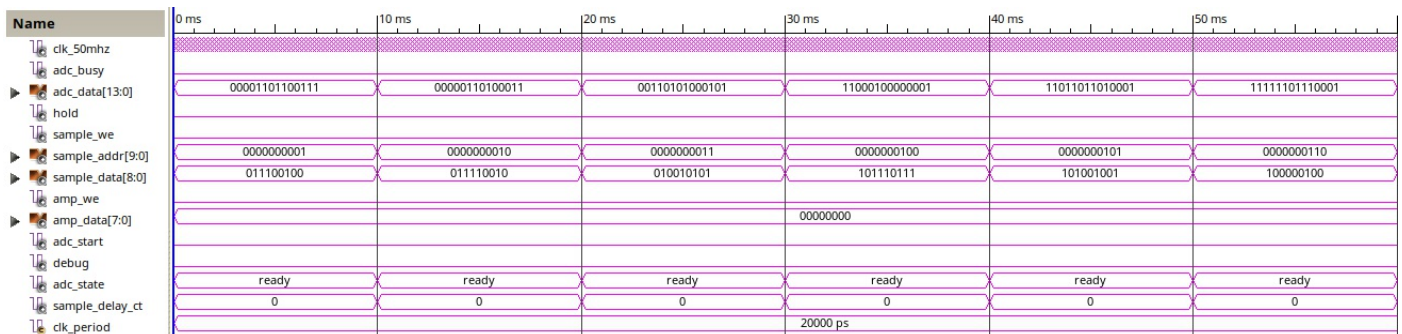 Name 0 ms 10 ms 20 ms 30 ms 40 ms 50 ms
clk_50mhz
adc_busy
adc_data[13:0] 00001101100111 00000110100011 00110101000101 11000100000001 11011011010001 11111101110001
hold
sample_we
sample_addr[9:0] 0000000001 0000000010 0000000011 0000000100 0000000101 0000000110
sample_data[8:0] 011100100 011110010 010010101 101110111 101001001 100000100
amp_we
amp_data[7:0] 00000000
adc_start
debug
adc_state ready ready ready ready ready ready
sample_delay_ct 0 0 0 0 0 0
clk_period 20000 ps